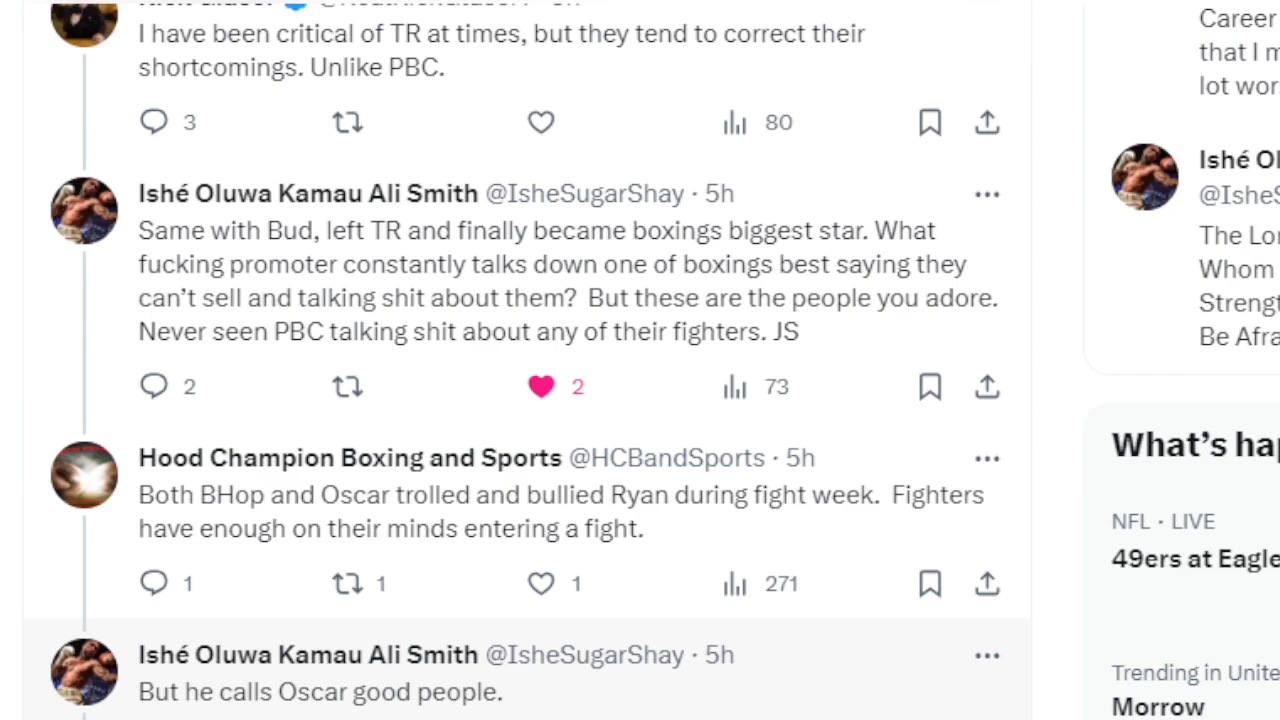 I have been critical of TR at times, but they tend to correct their
shortcomings. Unlike PBC.
3
80
Ishé Oluwa Kamau Ali Smith @IsheSugarShay · 5h
Same with Bud, left TR and finally became boxings biggest star. What
fucking promoter constantly talks down one of boxings best saying they
can’t sell and talking shit about them?  But these are the people you adore.
Never seen PBC talking shit about any of their fighters. JS
2
2
73
Hood Champion Boxing and Sports @HCBandSports · 5h
Both BHop and Oscar trolled and bullied Ryan during fight week.  Fighters
have enough on their minds entering a fight.
1
1
1
271
Ishé Oluwa Kamau Ali Smith @IsheSugarShay · 5h
But he calls Oscar good people.
Career
that I m
lot wor
Ishé Ol
@IsheS
The Lor
Whom
Strengt
Be Afra
What’s hap
NFL · LIVE
49ers at Eagle
Trending in Unite
Morrow